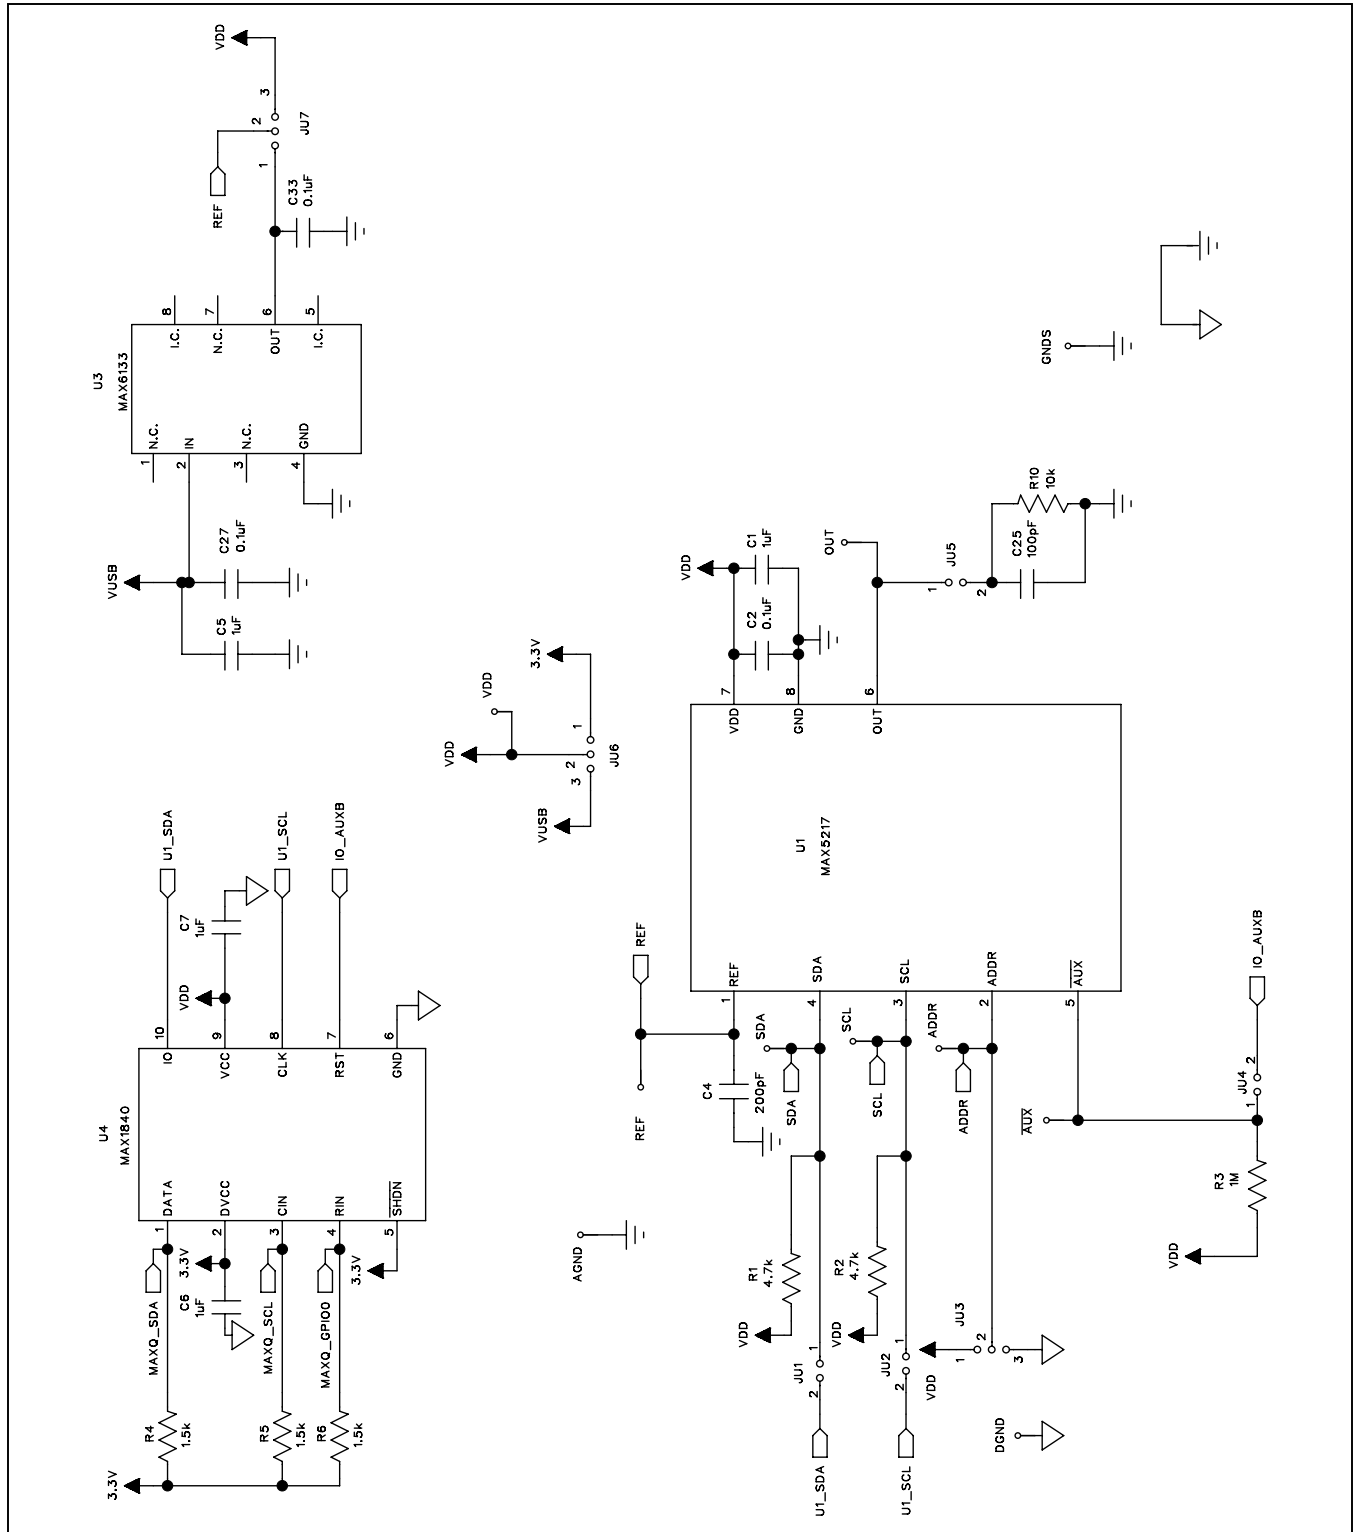 VDD
3
2
JU7
1
REF
C33
0.1uF
U3
MAX6133
8
I.C.
7
N.C.
6
OUT
5
I.C.
1
N.C.
2
IN
3
N.C.
4
GND
VUSB
C27
0.1uF
C5
1uF
GNDS
3.3V
VDD
VDD
1
2
3
JU6
VUSB
U1_SDA
U1_SCL
IO_AUXB
C7
1uF
VDD
U4
MAX1840
10
IO
9
VCC
8
CLK
7
RST
6
GND
1
DATA
2
DVCC
3
CIN
4
RIN
5
SHDN
MAXQ_SDA
3.3V
C6
1uF
MAXQ_SCL
MAXQ_GPIO0
3.3V
R4
1.5k
R5
1.5k
R6
1.5k
3.3V
VDD
C1
1uF
C2
0.1uF
OUT
JU5
1
2
R10
10k
C25
100pF
U1
MAX5217
7
VDD
8
GND
6
OUT
1
REF
4
SDA
3
SCL
2
ADDR
5
AUX
REF
REF
C4
200pF
SDA
SDA
SCL
SCL
ADDR
ADDR
AUX
IO_AUXB
2
JU4
1
R3
1M
VDD
AGND
R1
4.7k
VDD
R2
4.7k
VDD
JU1
1
2
JU2
1
2
JU3
1
2
3
VDD
U1_SDA
U1_SCL
DGND